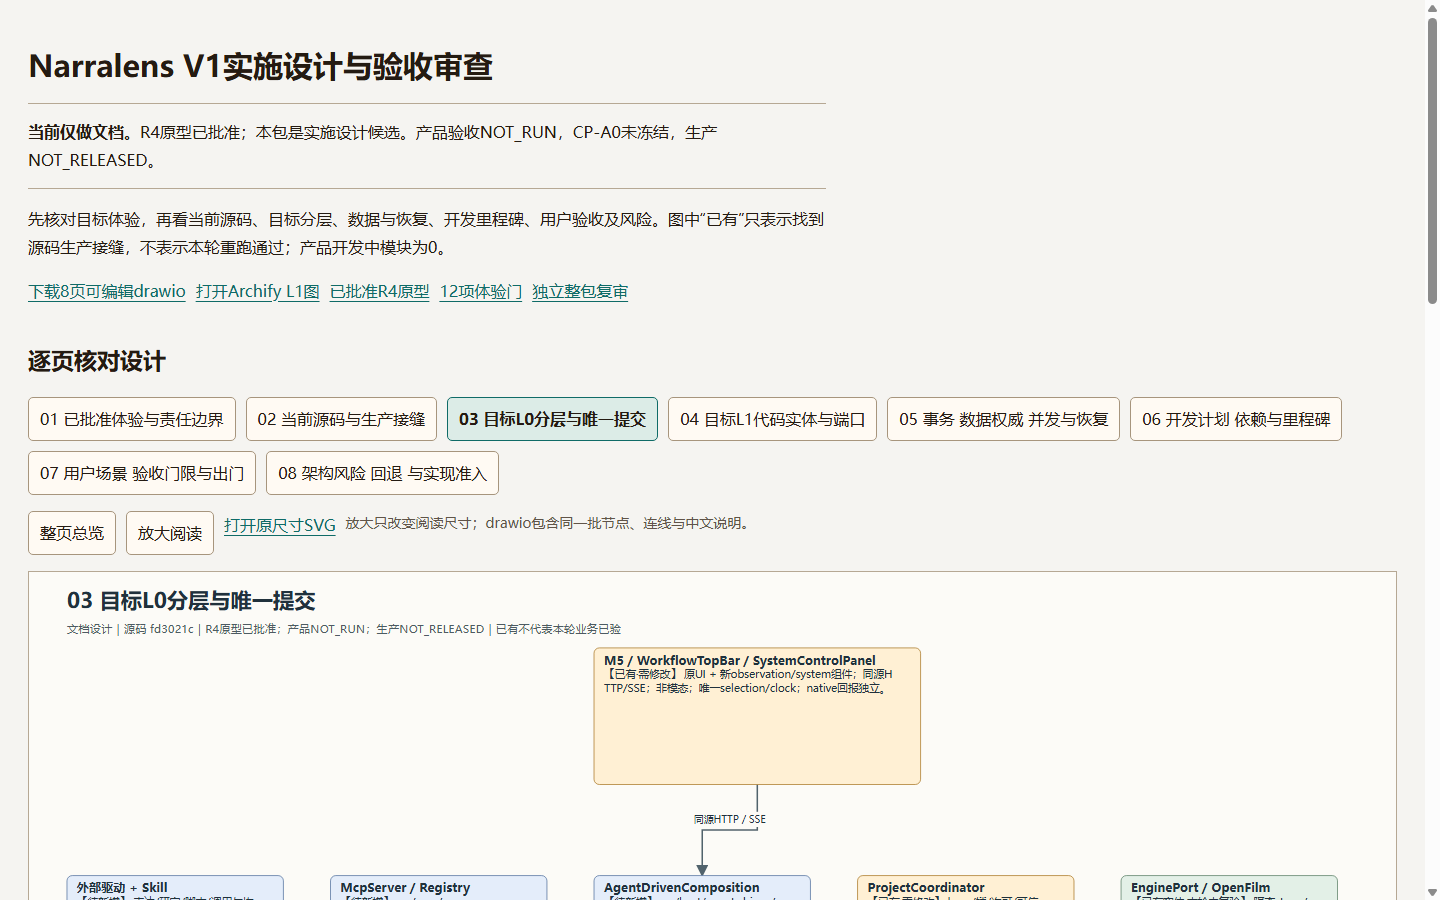 Narralens V1实施设计与验收审查
当前仅做文档。R4原型已批准；本包是实施设计候选。产品验收NOT_RUN，CP-A0未冻结，生产
NOT_RELEASED。
先核对目标体验，再看当前源码、目标分层、数据与恢复、开发里程碑、用户验收及风险。图中“已有”只表示找到
源码生产接缝，不表示本轮重跑通过；产品开发中模块为0。
下载8页可编辑drawio 打开Archify L1图 已批准R4原型 12项体验门 独立整包复审
逐页核对设计
01 已批准体验与责任边界 02 当前源码与生产接缝 03 目标L0分层与唯一提交 04 目标L1代码实体与端口 05 事务 数据权威 并发与恢复 06 开发计划 依赖与里程碑
07 用户场景 验收门限与出门 08 架构风险 回退 与实现准入
整页总览 放大阅读 打开原尺寸SVG 放大只改变阅读尺寸；drawio包含同一批节点、连线与中文说明。
03 目标L0分层与唯一提交
文档设计 | 源码 fd3021c | R4原型已批准；产品NOT_RUN；生产NOT_RELEASED | 已有不代表本轮业务已验
M5 / WorkflowTopBar / SystemControlPanel
【已有·需修改】原UI + 新observation/system组件；同源H
TTP/SSE；非模态；唯一selection/clock；native回报独立。
同源HTTP / SSE
外部驱动 + Skill McpServer / Registry AgentDrivenComposition ProjectCoordinator EnginePort / OpenFilm